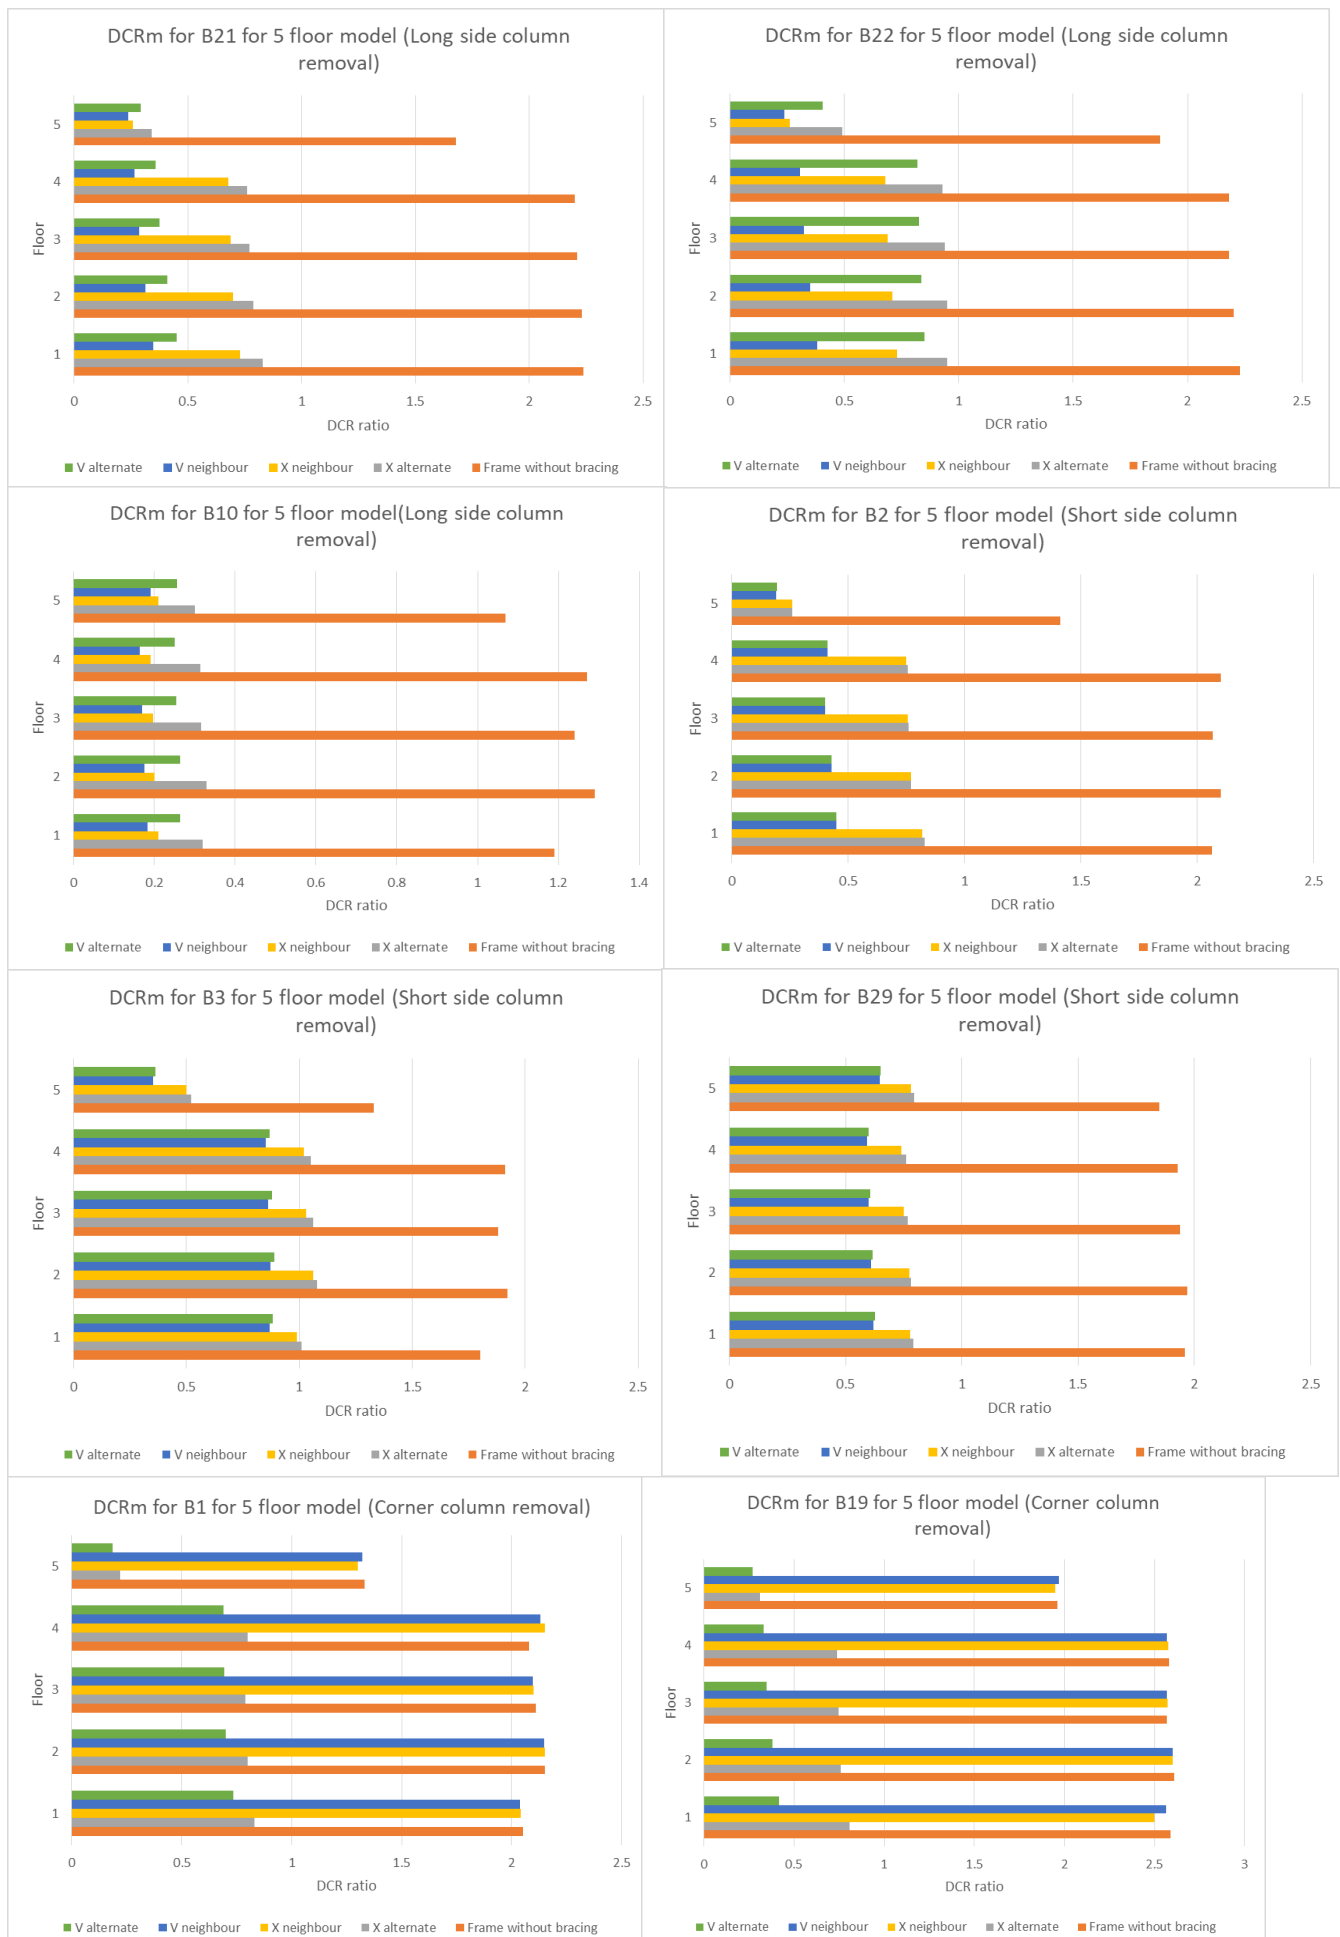 DCRm for B21 for 5 floor model (Long side column
removal)
Floor
5
4
3
2
1
0 0.5 1 1.5 2 2.5
DCR ratio
V alternate V neighbour X neighbour X alternate Frame without bracing
DCRm for B22 for 5 floor model (Long side column
removal)
Floor
5
4
3
2
1
0 0.5 1 1.5 2 2.5
DCR ratio
V alternate V neighbour X neighbour X alternate Frame without bracing
DCRm for B10 for 5 floor model(Long side column
removal)
Floor
5
4
3
2
1
0 0.2 0.4 0.6 0.8 1 1.2 1.4
DCR ratio
V alternate V neighbour X neighbour X alternate Frame without bracing
DCRm for B2 for 5 floor model (Short side column
removal)
Floor
5
4
3
2
1
0 0.5 1 1.5 2 2.5
DCR ratio
V alternate V neighbour X neighbour X alternate Frame without bracing
DCRm for B3 for 5 floor model (Short side column
removal)
Floor
5
4
3
2
1
0 0.5 1 1.5 2 2.5
DCR ratio
V alternate V neighbour X neighbour X alternate Frame without bracing
DCRm for B29 for 5 floor model (Short side column
removal)
Floor
5
4
3
2
1
0 0.5 1 1.5 2 2.5
DCR ratio
V alternate V neighbour X neighbour X alternate Frame without bracing
DCRm for B1 for 5 floor model (Corner column removal)
Floor
5
4
3
2
1
0 0.5 1 1.5 2 2.5
DCR ratio
V alternate V neighbour X neighbour X alternate Frame without bracing
DCRm for B19 for 5 floor model (Corner column
removal)
Floor
5
4
3
2
1
0 0.5 1 1.5 2 2.5 3
DCR ratio
V alternate V neighbour X neighbour X alternate Frame without bracing